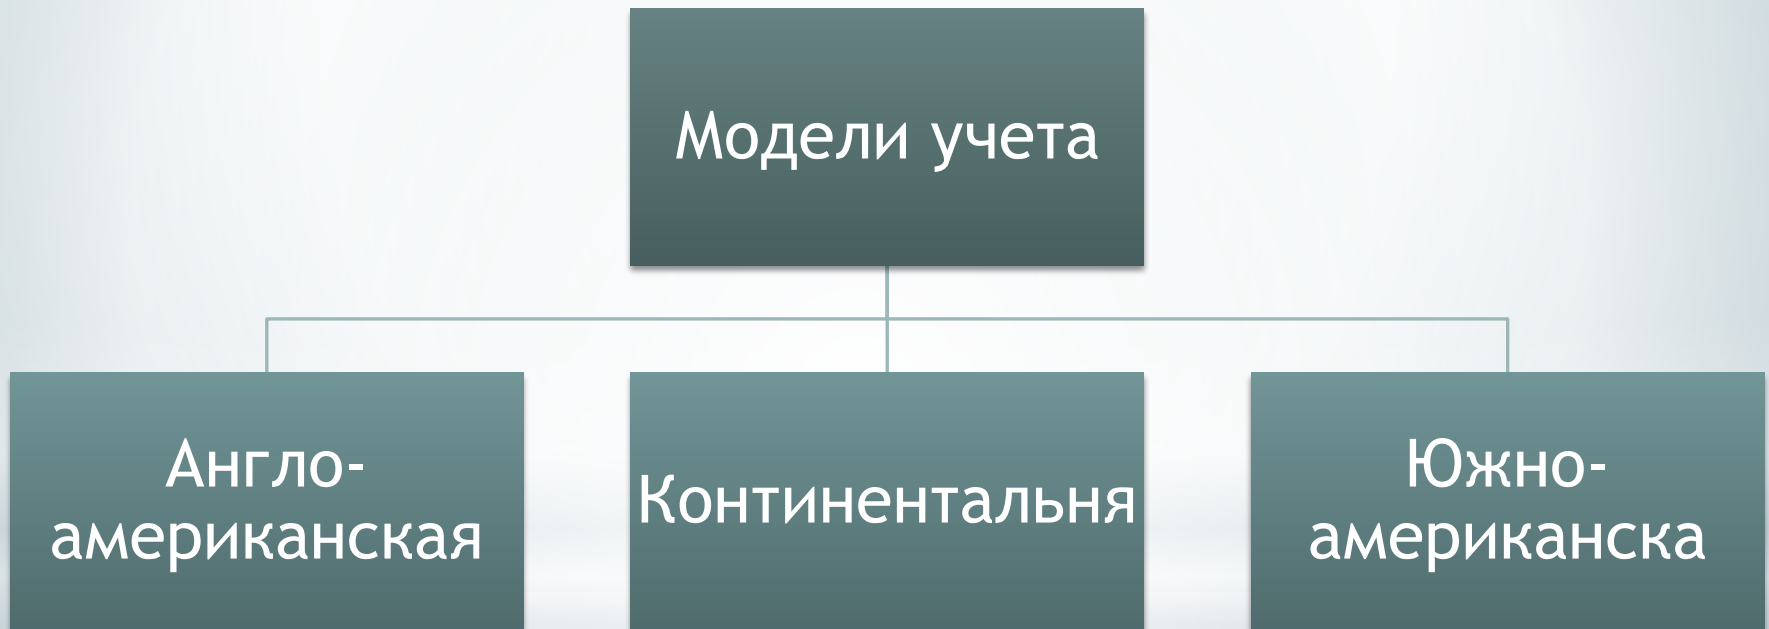 Модели учета
Англо-
американская
Континентальня
Южно-
американска